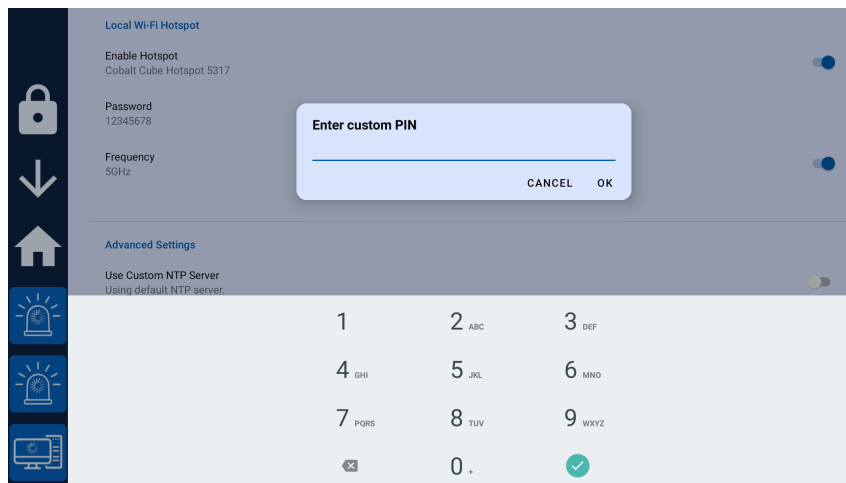 Local Wi-Fi Hotspot
Enable Hotspot
Cobalt Cube Hotspot 5317
Password
12345678
Frequency
5GHz
Enter custom PIN
CANCEL OK
Advanced Settings
Use Custom NTP Server
Using default NTP server.
1 2 ABC 3 DEF
4 GHI 5 JKL 6 MNO
7 PQRS 8 TUV 9 WXYZ
0 +